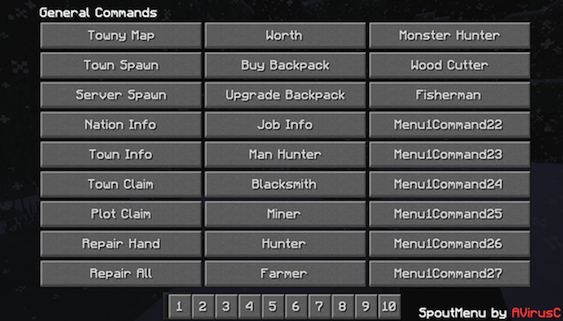 General Commands
Towny Map Worth Monster Hunter
Town Spawn Buy Backpack Wood Cutter
Server Spawn Upgrade Backpack Fisherman
Nation Info Job Info Menu1Command22
Town Info Man Hunter Menu1Command23
Town Claim Blacksmith Menu1Command24
Plot Claim Miner Menu1Command25
Repair Hand Hunter Menu1Command26
Repair All Farmer Menu1Command27
1 2 3 4 5 6 7 8 9 10
SpoutMenu by AVirusC